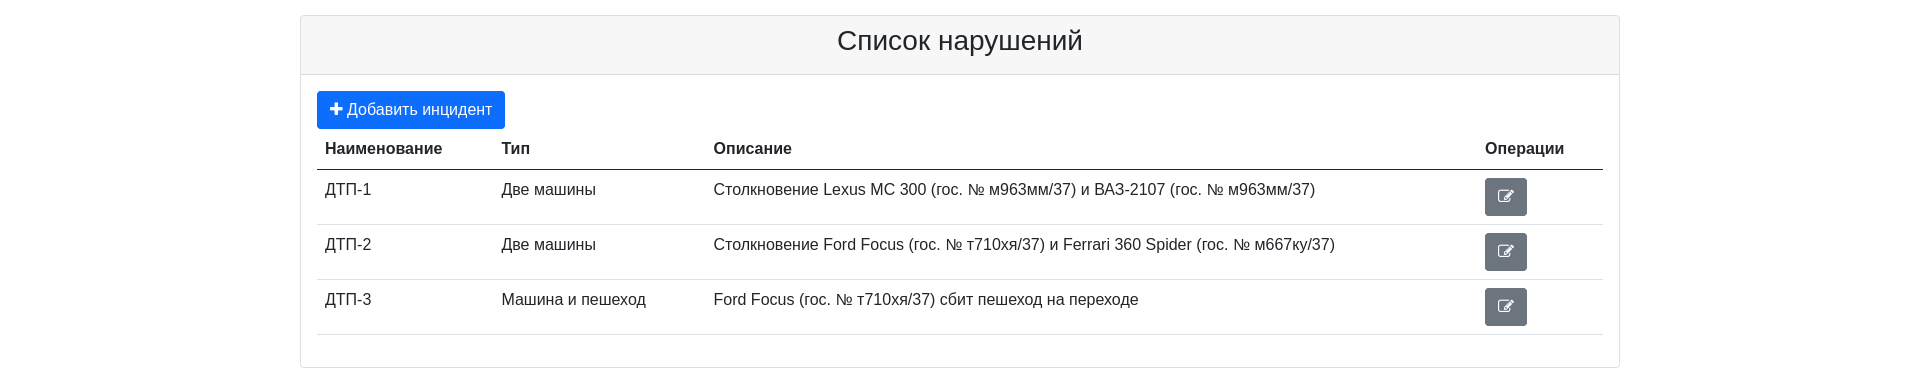 Список нарушений
Добавить инцидент
Наименование Тип Описание Операции
ДТП-1 Две машины Столкновение Lexus MC 300 (гос. № м963мм/37) и ВАЗ-2107 (гос. № м963мм/37)
ДТП-2 Две машины Столкновение Ford Focus (гос. № т710хя/37) и Ferrari 360 Spider (гос. № м667ку/37)
ДТП-3 Машина и пешеход Ford Focus (гос. № т710хя/37) сбит пешеход на переходе